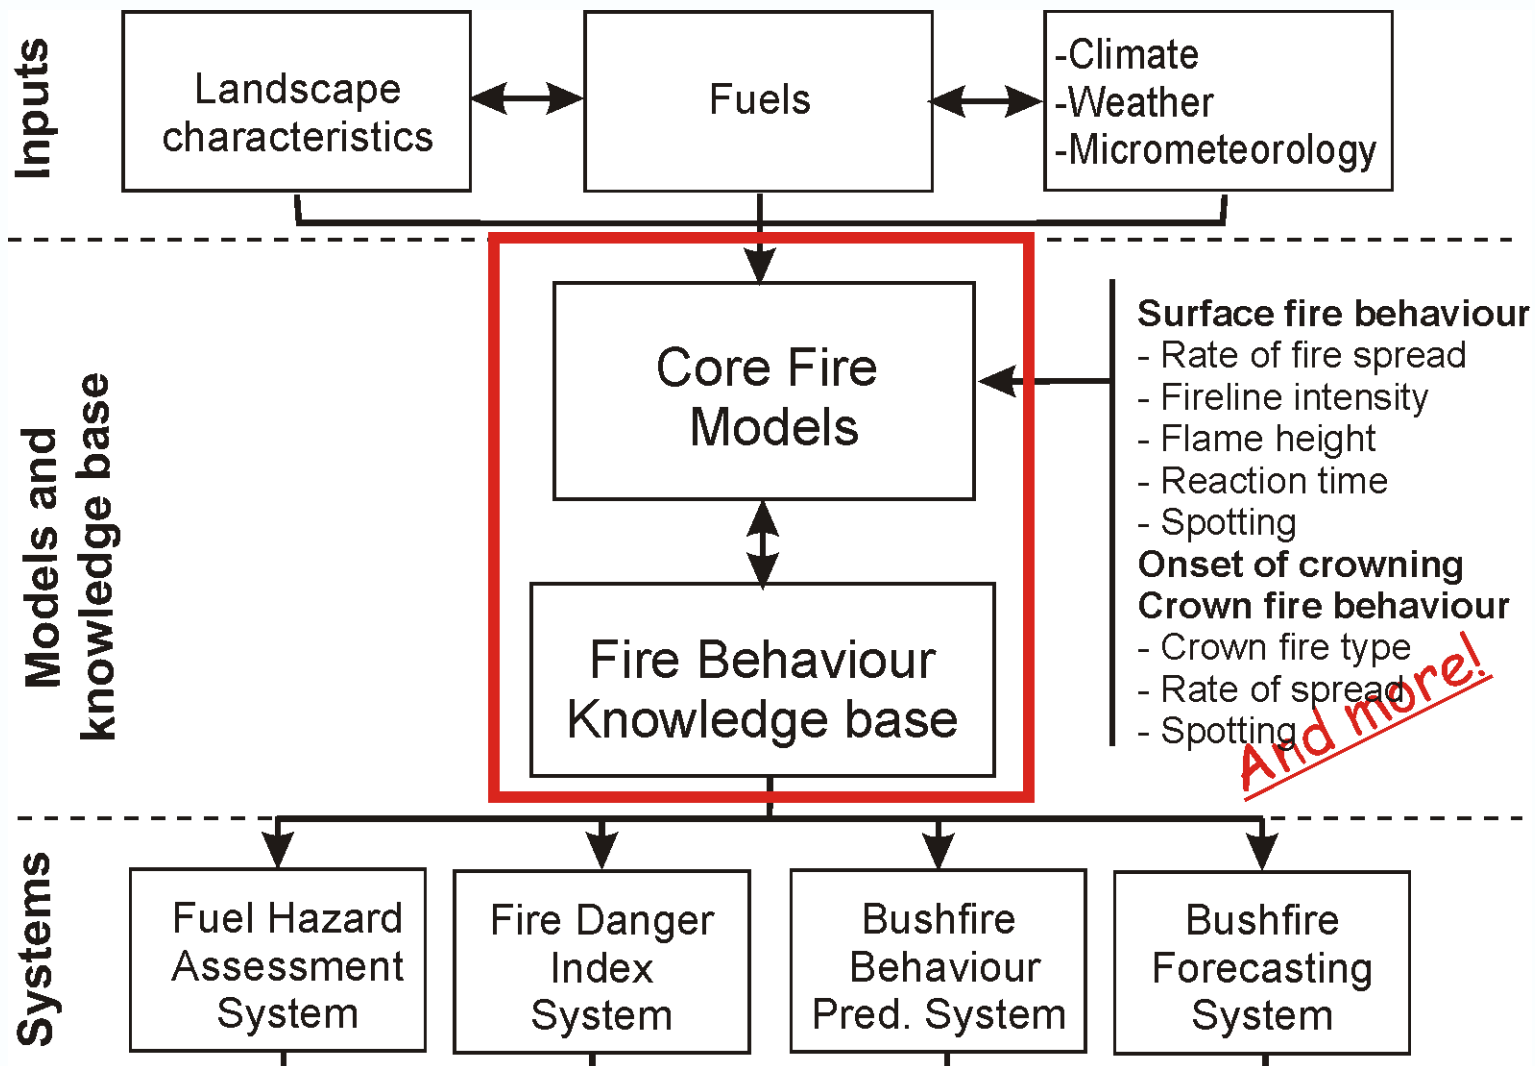 Inputs
Landscape
characteristics
Fuels
-Climate
-Weather
-Micrometeorology
Models and
knowledge base
Core Fire
Models
Fire Behaviour
Knowledge base
Surface fire behaviour
- Rate of fire spread
- Fireline intensity
- Flame height
- Reaction time
- Spotting
Onset of crowning
Crown fire behaviour
- Crown fire type
- Rate of spread
- Spotting
And more!
Systems
Fuel Hazard
Assessment
System
Fire Danger
Index
System
Bushfire
Behaviour
Pred. System
Bushfire
Forecasting
System